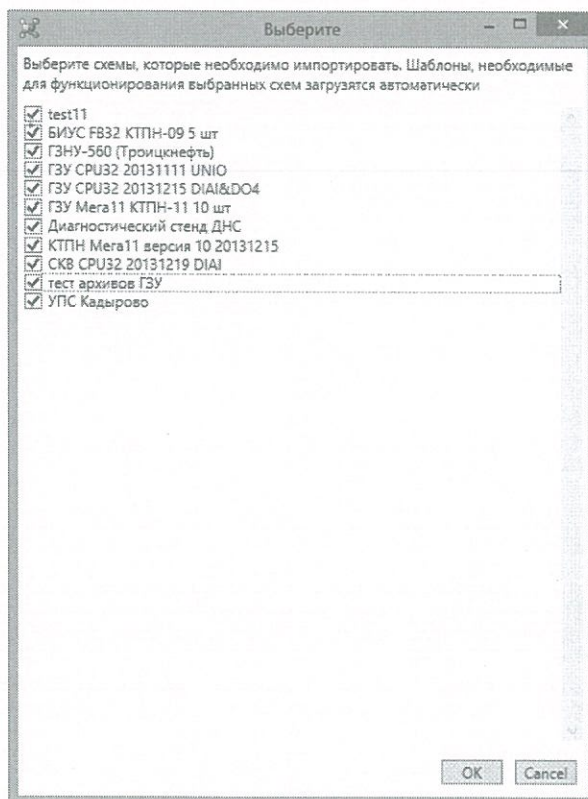 Выберите
Выберите схемы, которые необходимо импортировать. Шаблоны, необходимые
для функционирования выбранных схем загрузятся автоматически
test11
БИУС FB32 КТПН-09 5 шт
ГЗНУ-560 (Троицкнефть)
ГЗУ CPU32 20131111 UNIO
ГЗУ CPU32 20131215 DIAI&DO4
ГЗУ Мега11 КТПН-11 10 шт
Диагностический стенд ДНС
КТПН Мега11 версия 10 20131215
СКВ CPU32 20131219 DIAI
тест архивов ГЗУ
УПС Кадырово
OK Cancel